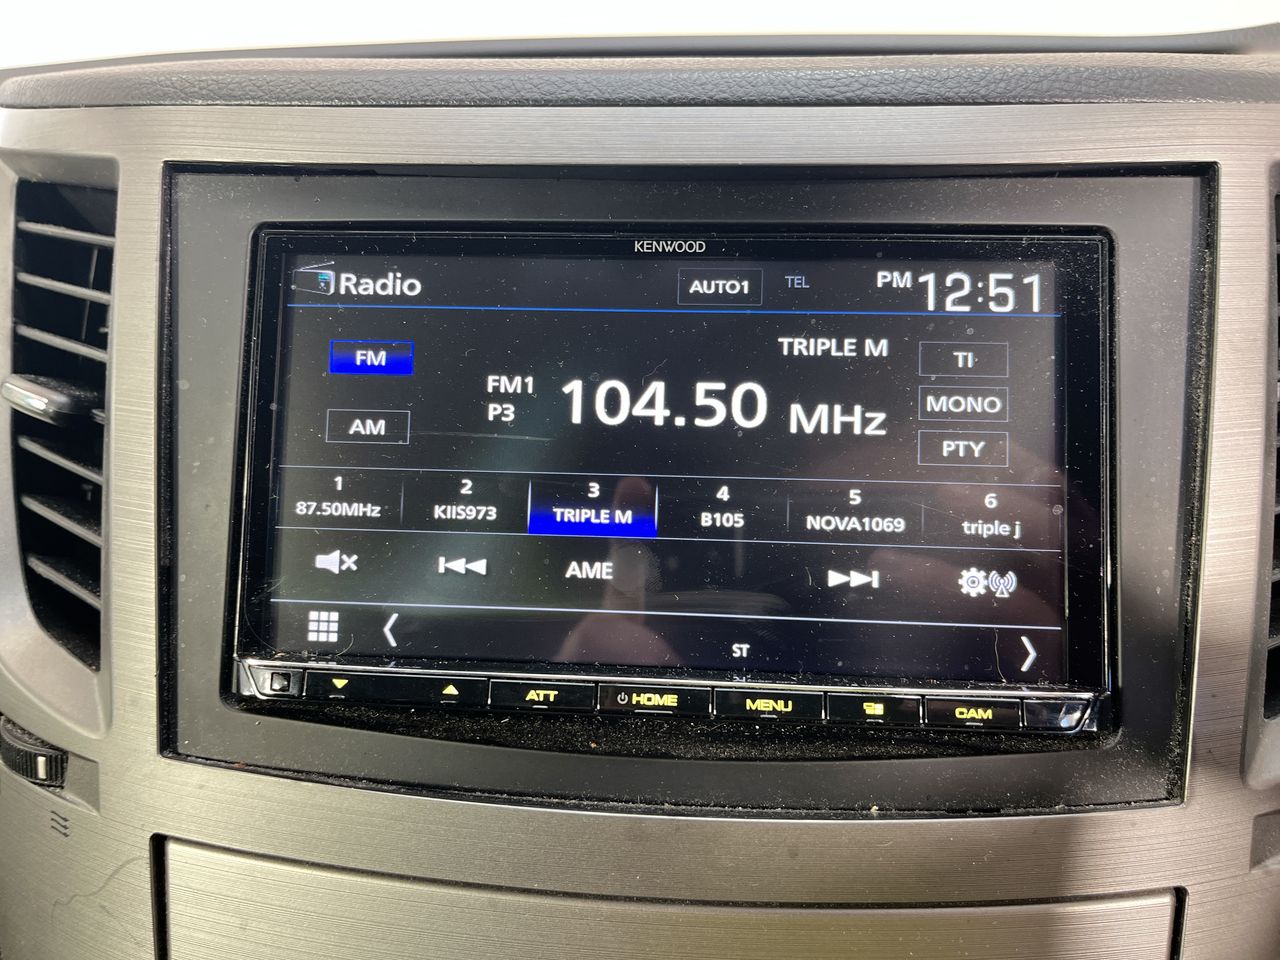 KENWOOD
Radio
AUTO1
TEL
PM 12:51
FM
AM
FM1
P3
104.50 MHz
TRIPLE M
TI
MONO
PTY
1
87.50MHz
2
KIIS973
3
TRIPLE M
4
B105
5
NOVA1069
6
triple j
AME
ST
ATT
HOME
MENU
CAM